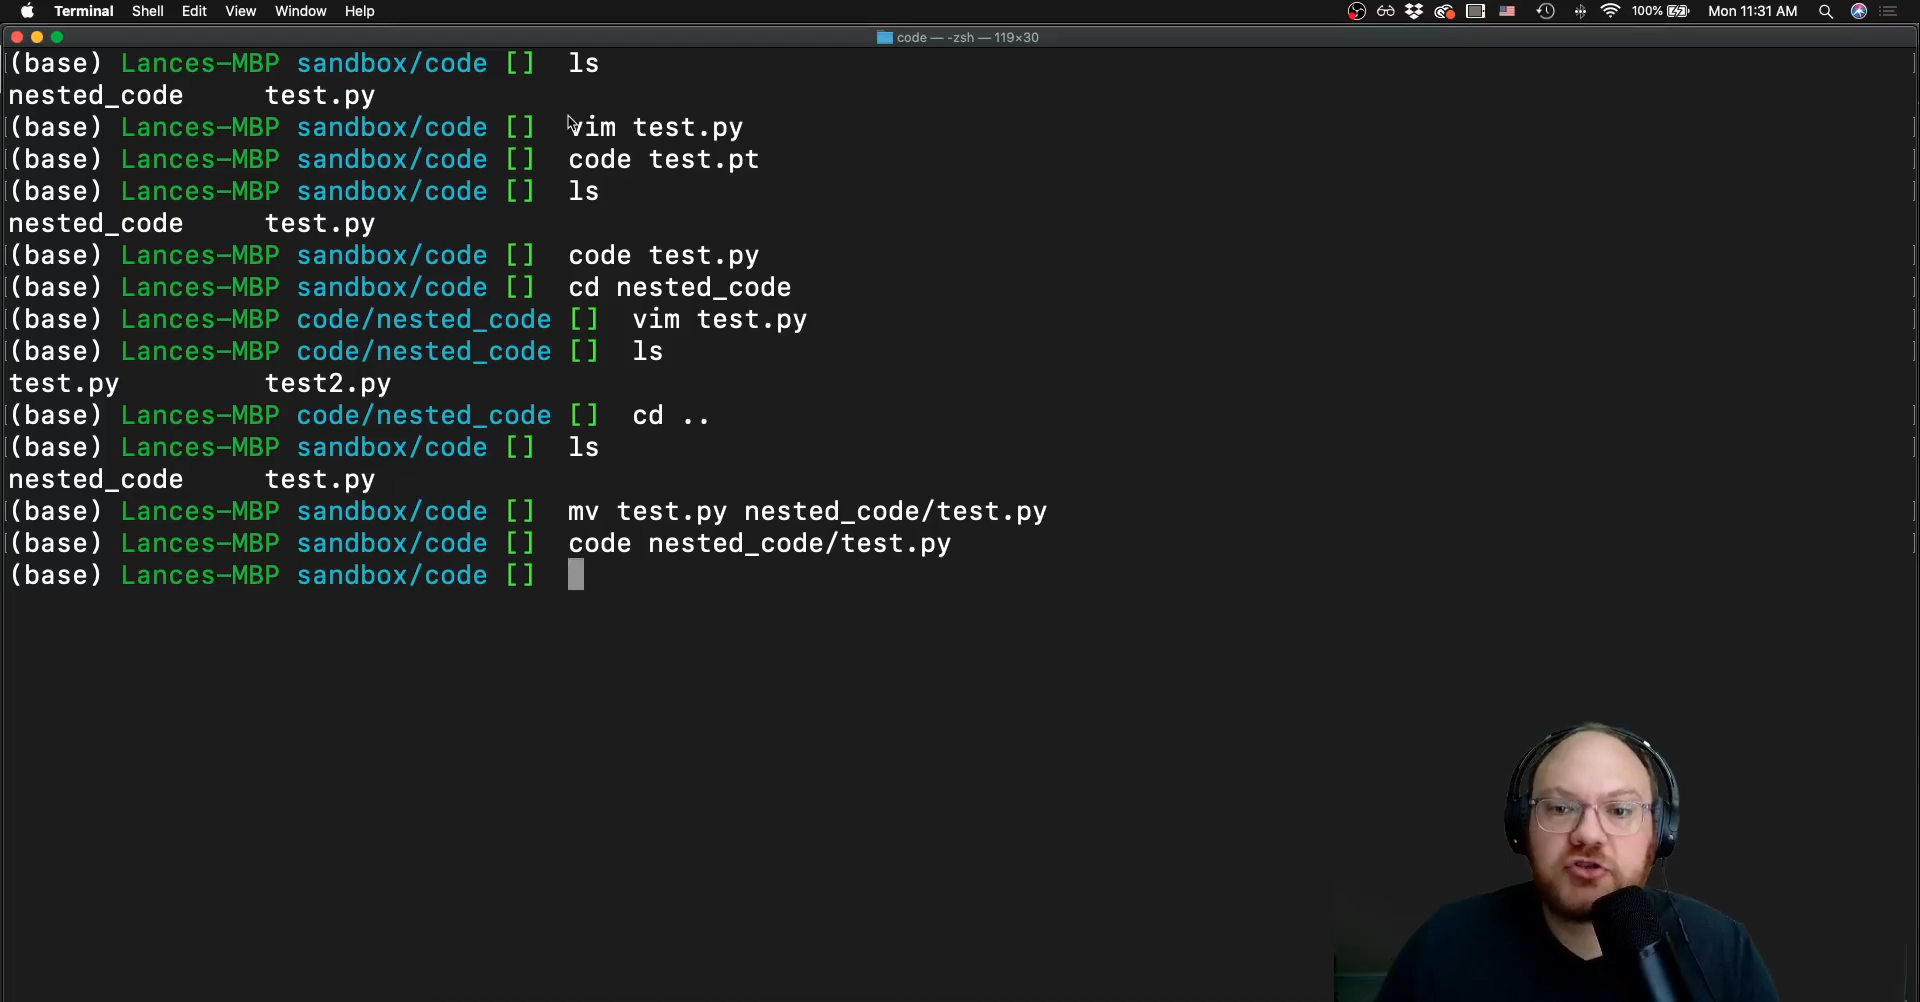 Terminal Shell Edit View Window Help 100% Mon 11:31 AM
code — -zsh — 119×30
(base) Lances-MBP sandbox/code [] ls
nested_code test.py
(base) Lances-MBP sandbox/code [] vim test.py
(base) Lances-MBP sandbox/code [] code test.pt
(base) Lances-MBP sandbox/code [] ls
nested_code test.py
(base) Lances-MBP sandbox/code [] code test.py
(base) Lances-MBP sandbox/code [] cd nested_code
(base) Lances-MBP code/nested_code [] vim test.py
(base) Lances-MBP code/nested_code [] ls
test.py test2.py
(base) Lances-MBP code/nested_code [] cd ..
(base) Lances-MBP sandbox/code [] ls
nested_code test.py
(base) Lances-MBP sandbox/code [] mv test.py nested_code/test.py
(base) Lances-MBP sandbox/code [] code nested_code/test.py
(base) Lances-MBP sandbox/code []